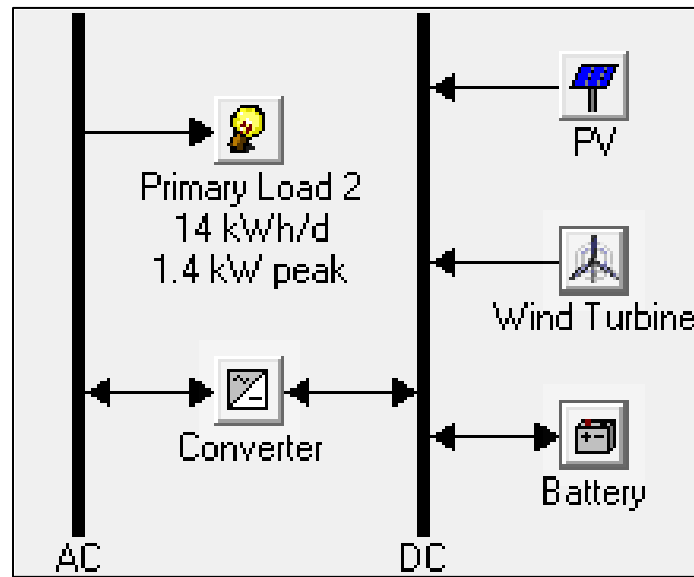 PV
Primary Load 2
14 kWh/d
1.4 kW peak
Wind Turbine
Converter
Battery
AC
DC